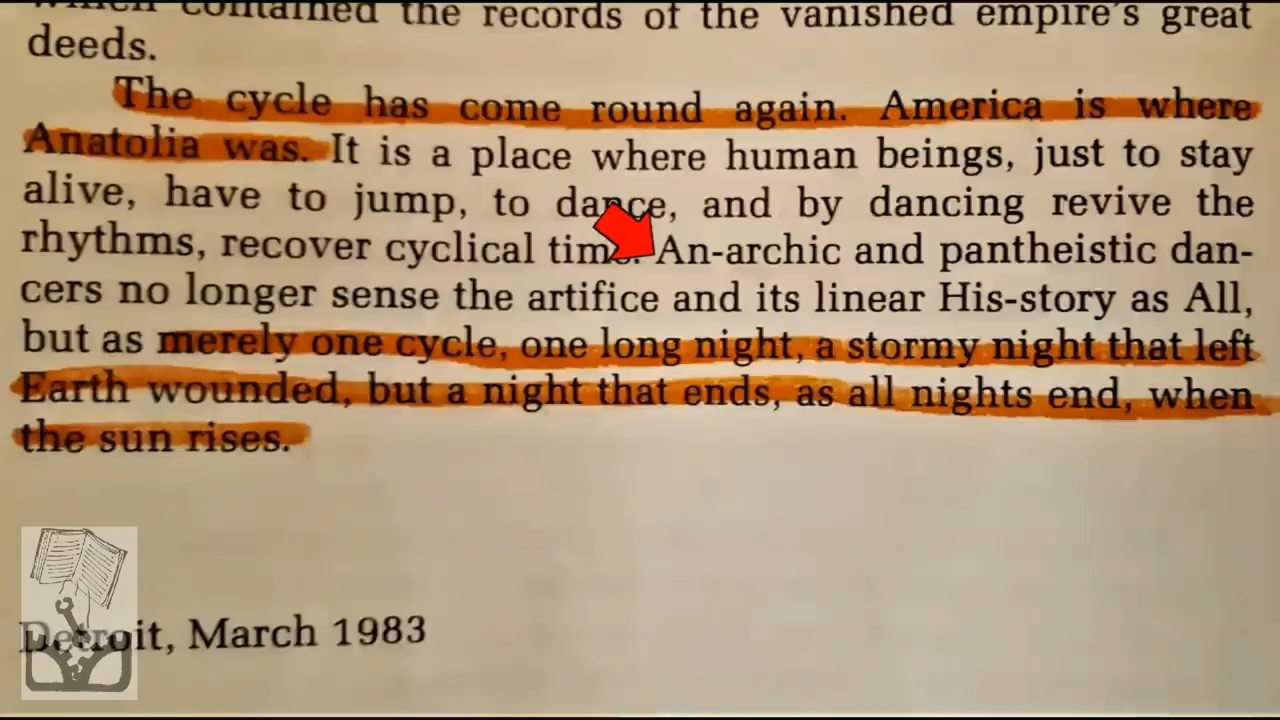 which contained the records of the vanished empire's great
deeds.
The cycle has come round again. America is where
Anatolia was. It is a place where human beings, just to stay
alive, have to jump, to dance, and by dancing revive the
rhythms, recover cyclical time. An-archic and pantheistic dan-
cers no longer sense the artifice and its linear His-story as All,
but as merely one cycle, one long night, a stormy night that left
Earth wounded, but a night that ends, as all nights end, when
the sun rises.
Detroit, March 1983